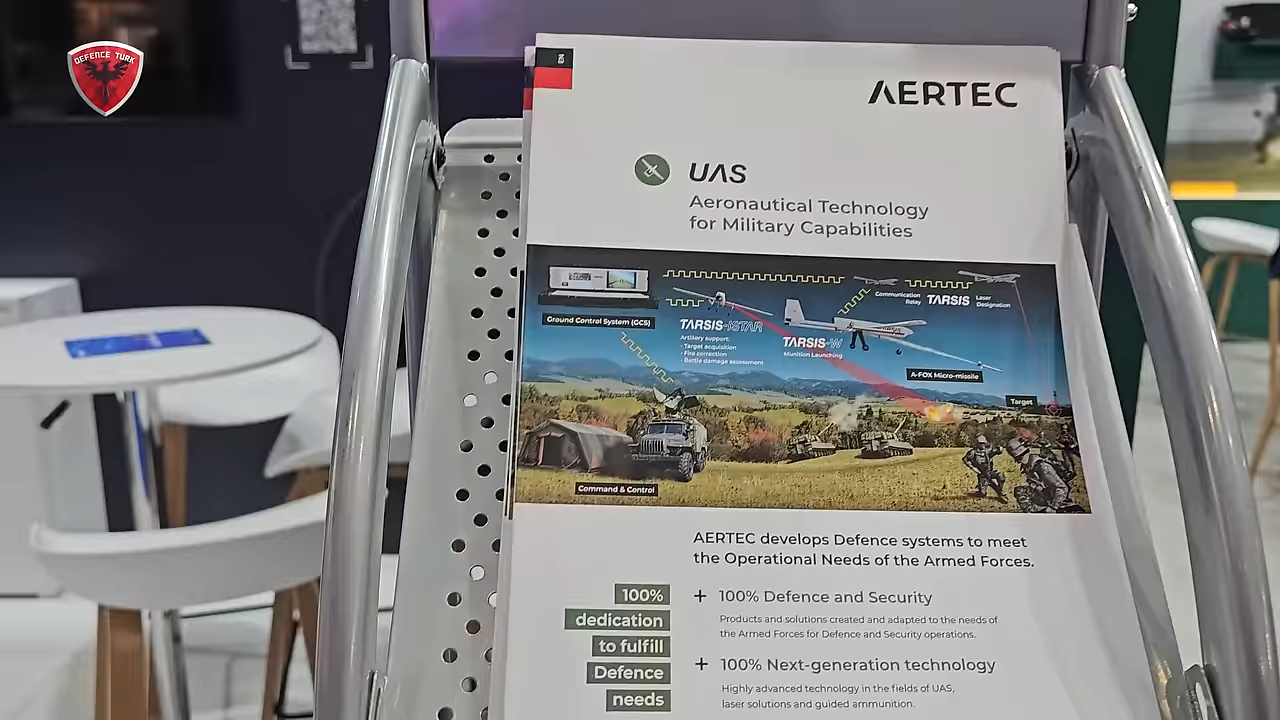 DEFENCE TURK
EN
AERTEC
UAS
Aeronautical Technology
for Military Capabilities
Ground Control System (GCS)
Communication
Relay
TARSIS
Laser
Designation
TARSIS-ISTAR
Artillery support:
· Target acquisition
· Fire correction
· Battle damage assessment
TARSIS-W
Munition Launching
A-FOX Micro-missile
Target
Command & Control
AERTEC develops Defence systems to meet
the Operational Needs of the Armed Forces.
100%
dedication
to fulfill
Defence
needs
+ 100% Defence and Security
Products and solutions created and adapted to the needs of
the Armed Forces for Defence and Security operations.
+ 100% Next-generation technology
Highly advanced technology in the fields of UAS,
laser solutions and guided ammunition.